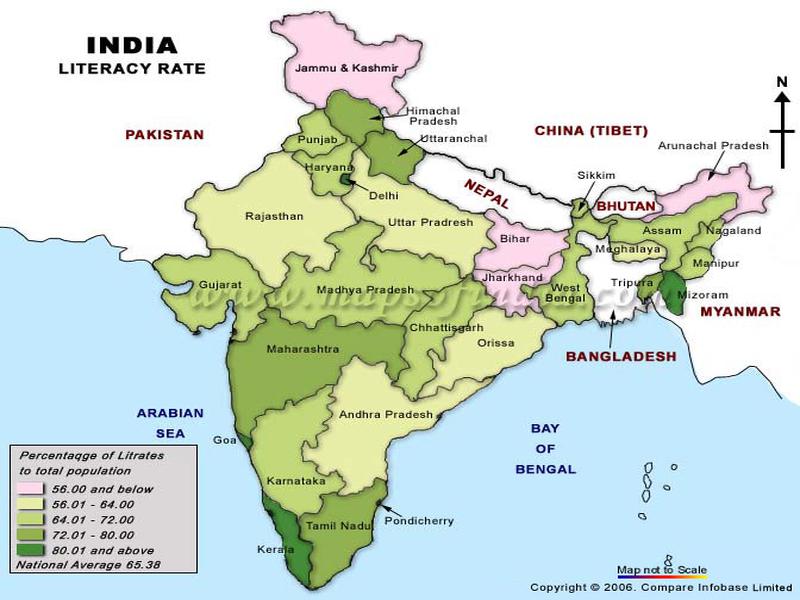 INDIA
LITERACY RATE
Jammu & Kashmir
N
Himachal
Pradesh
PAKISTAN
CHINA (TIBET)
Punjab
Uttaranchal
Arunachal Pradesh
Haryana
Sikkim
Delhi
NEPAL
BHUTAN
Rajasthan
Uttar Pradresh
Assam
Nagaland
Bihar
Meghalaya
Manipur
Jharkhand
Gujarat
Madhya Pradesh
West
Bengal
Tripura
Mizoram
www.mapsofindia.com
MYANMAR
Chhattisgarh
Orissa
Maharashtra
BANGLADESH
ARABIAN
SEA
Andhra Pradesh
BAY
OF
BENGAL
Goa
Percentaqge of Litrates
to total population
56.00 and below
56.01 - 64.00
64.01 - 72.00
72.01 - 80.00
80.01 and above
National Average 65.38
Karnataka
Tamil Nadu
Pondicherry
Kerala
Map not to Scale
Copyright © 2006. Compare Infobase Limited